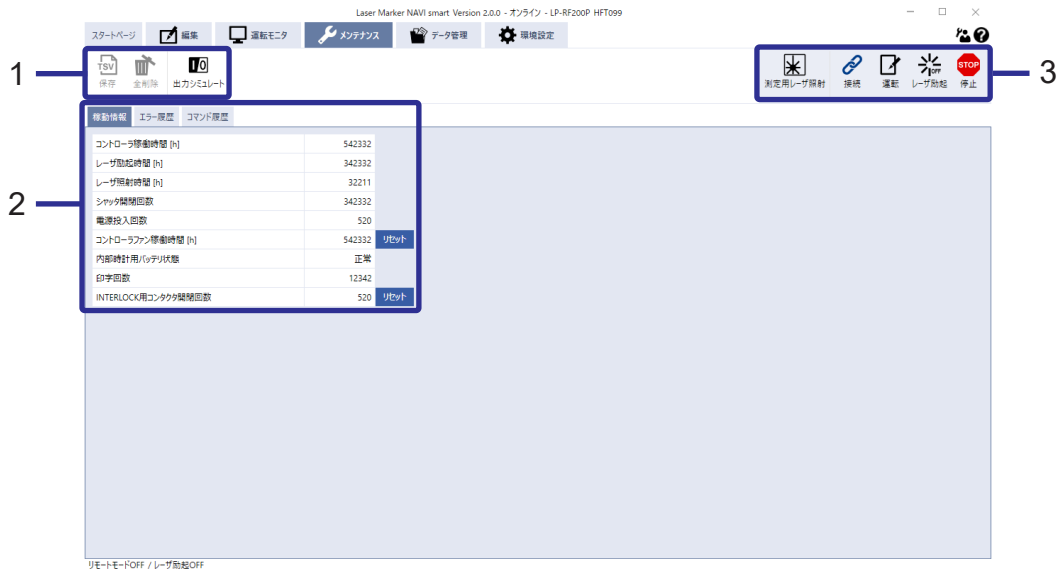 Laser Marker NAVI smart Version 2.0.0 - オンライン - LP-RF200P HFT099
スタートページ 編集 運転モニタ メンテナンス データ管理 環境設定
1
TSV
保存 全削除 出力シミュレート
測定用レーザ照射 接続 運転 OFF レーザ励起 STOP 停止
3
稼動情報 エラー履歴 コマンド履歴
2
コントローラ稼働時間 [h] 542332
レーザ励起時間 [h] 342332
レーザ照射時間 [h] 32211
シャッタ開閉回数 342332
電源投入回数 520
コントローラファン稼働時間 [h] 542332 リセット
内部時計用バッテリ状態 正常
印字回数 12342
INTERLOCK用コンタクタ開閉回数 520 リセット
リモートモードOFF / レーザ励起OFF